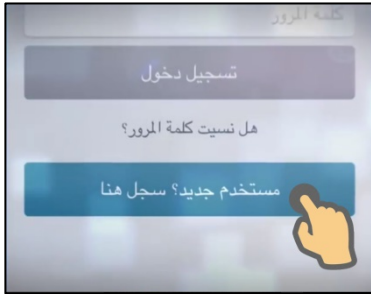 كلمة المرور
تسجيل دخول
هل نسيت كلمة المرور؟
مستخدم جديد؟ سجل هنا